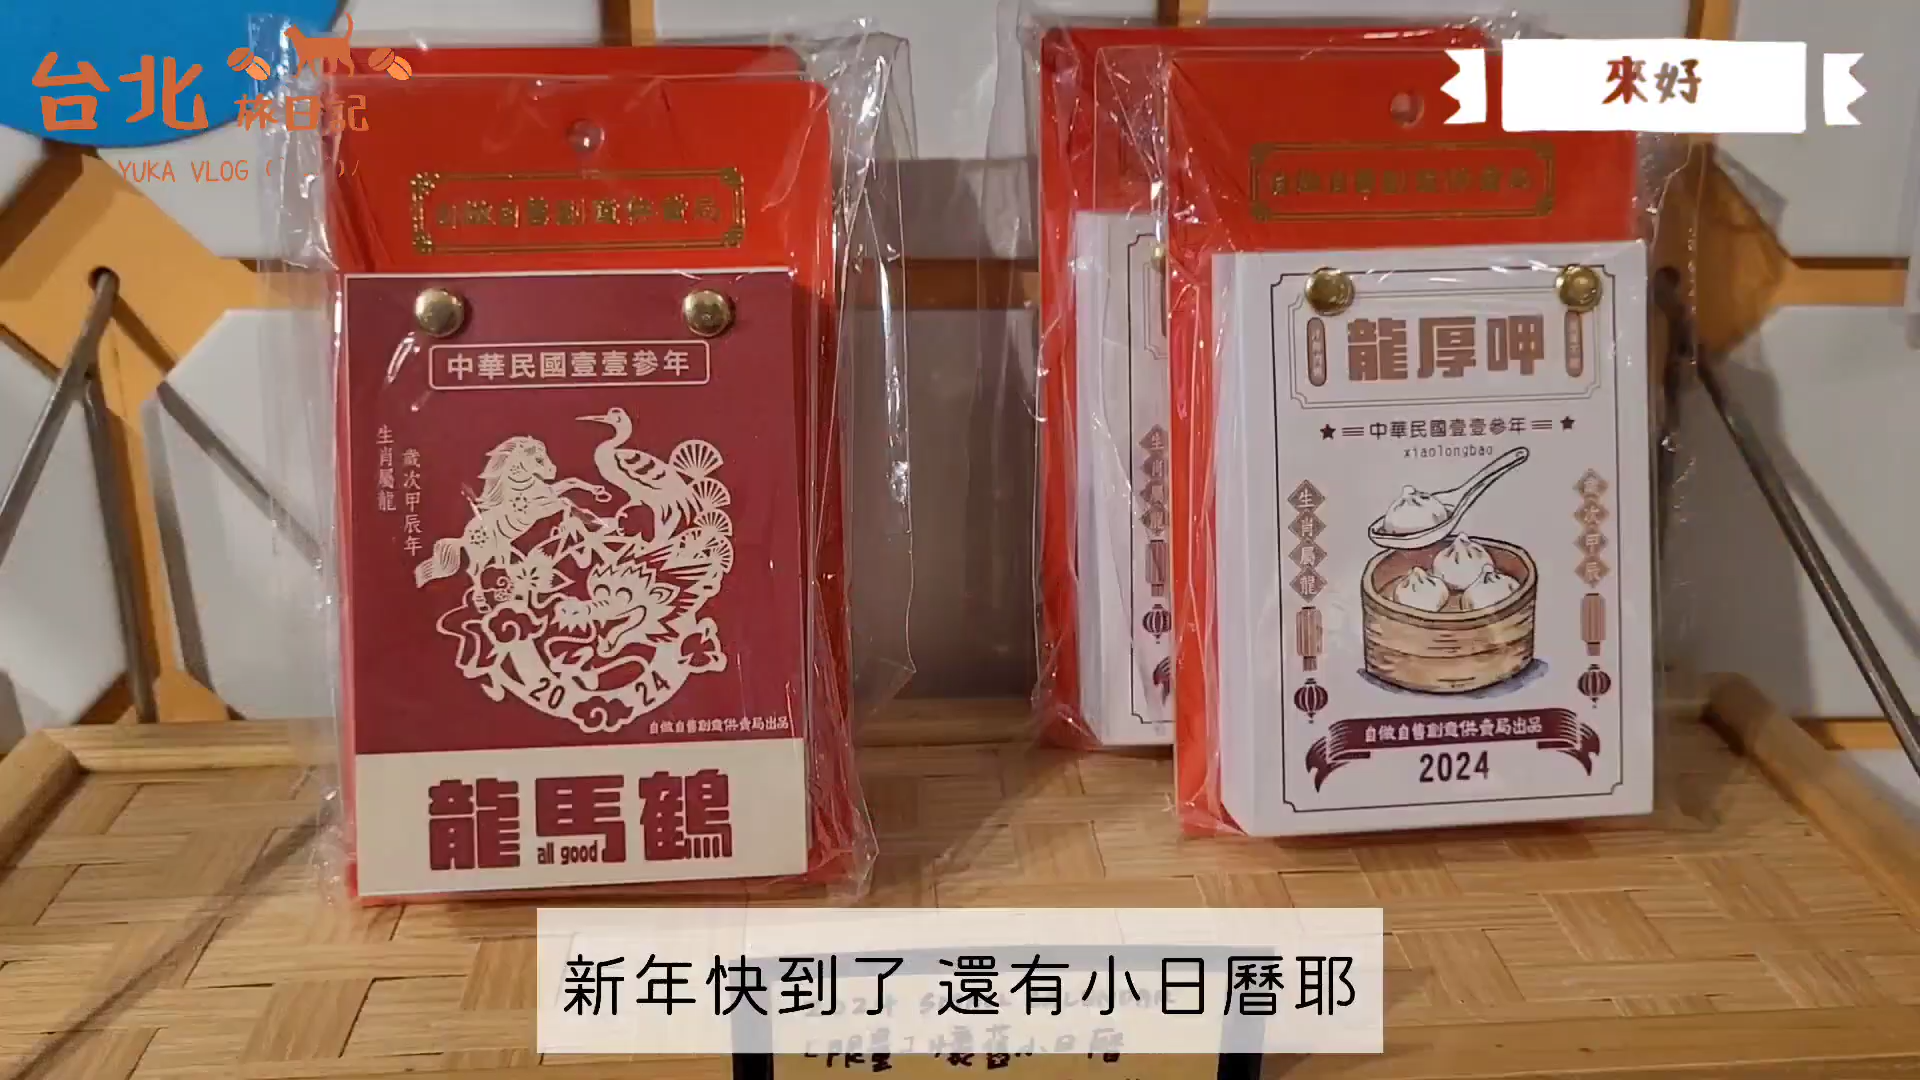 台北
旅日記
YUKA VLOG
來好
自做自售創意供賣局
中華民國壹壹參年
生肖屬龍
歲次甲辰年
2024
自做自售創意供賣局出品
龍馬鶴
all good
自做自售創意供賣局
龍厚呷
中華民國壹壹參年
xiaolongbao
生肖屬龍
歲次甲辰
自做自售創意供賣局出品
2024
生肖屬龍
新年快到了 還有小日曆耶